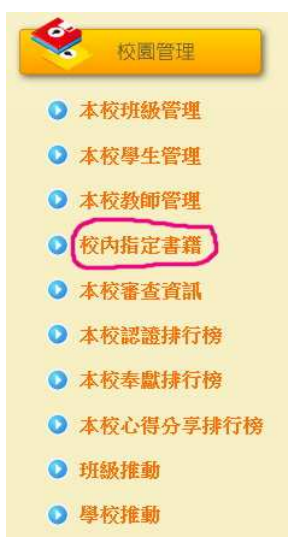 校園管理
本校班級管理
本校學生管理
本校教師管理
校內指定書籍
本校審查資訊
本校認證排行榜
本校奉獻排行榜
本校心得分享排行榜
班級推動
學校推動